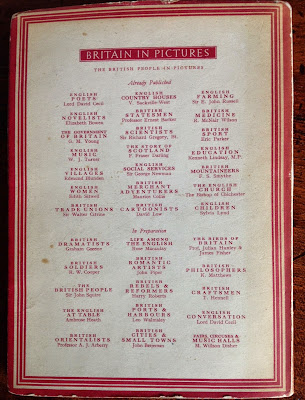 BRITAIN IN PICTURES
THE BRITISH PEOPLE IN PICTURES
Already Published
ENGLISH
POETS
Lord David Cecil
ENGLISH
NOVELISTS
Elizabeth Bowen
THE GOVERNMENT
OF BRITAIN
G. M. Young
ENGLISH
MUSIC
W. J. Turner
ENGLISH
VILLAGES
Edmund Blunden
ENGLISH
WOMEN
Edith Sitwell
BRITISH
TRADE UNIONS
Sir Walter Citrine
ENGLISH
COUNTRY HOUSES
V. Sackville-West
BRITISH
STATESMEN
Professor Ernest Barker
BRITISH
SCIENTISTS
Sir Richard Gregory, Bt.
THE STORY OF
SCOTLAND
F. Fraser Darling
ENGLISH
SOCIAL SERVICES
Sir George Newman
BRITISH
MERCHANT
ADVENTURERS
Maurice Collis
BRITISH
CARTOONISTS
David Low
ENGLISH
FARMING
Sir E. John Russell
BRITISH
MEDICINE
R. McNair Wilson
BRITISH
SPORT
Eric Parker
ENGLISH
EDUCATION
Kenneth Lindsay, M.P.
BRITISH
MOUNTAINEERS
F. S. Smythe
THE ENGLISH
CHURCH
The Bishop of Chichester
ENGLISH
CHILDREN
Sylvia Lynd
In Preparation
BRITISH
DRAMATISTS
Graham Greene
BRITISH
SOLDIERS
THE
BRITISH PEOPLE
Sir John Squire
THE ENGLISH
AT TABLE
Ambrose Heath
BRITISH
ORIENTALISTS
Professor A. J. Arberry
LIFE AMONG
THE ENGLISH
Rose Macaulay
BRITISH
ROMANTIC
ARTISTS
John Piper
BRITISH
REBELS &
REFORMERS
Harry Roberts
BRITISH
PORTS &
HARBOURS
Leo Walmsley
BRITISH
CITIES &
SMALL TOWNS
John Betjeman
THE BIRDS OF
BRITAIN
Prof. Julian Huxley &
James Fisher
BRITISH
PHILOSOPHERS
K. Matthews
BRITISH
CRAFTSMEN
T. Hennell
ENGLISH
CONVERSATION
Lord David Cecil
FAIRS, CIRCUSES &
MUSIC HALLS
M. Willson Disher